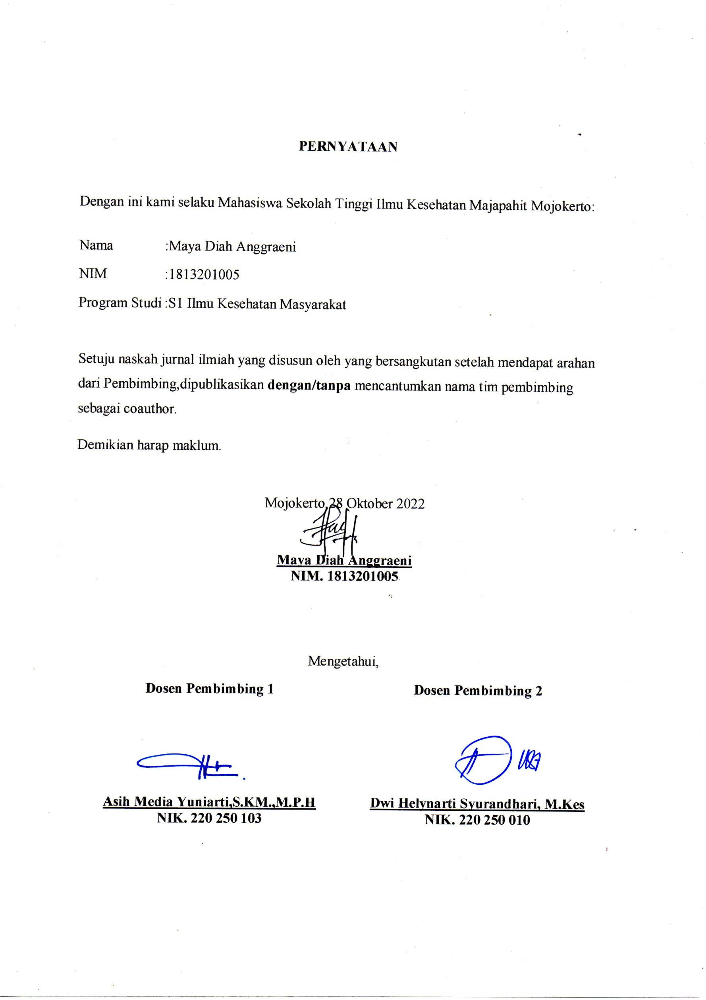 PERNYATAAN
Dengan ini kami selaku Mahasiswa Sekolah Tinggi Ilmu Kesehatan Majapahit Mojokerto:
Nama :Maya Diah Anggraeni
NIM :1813201005
Program Studi :S1 Ilmu Kesehatan Masyarakat
Setuju naskah jurnal ilmiah yang disusun oleh yang bersangkutan setelah mendapat arahan
dari Pembimbing,dipublikasikan dengan/tanpa mencantumkan nama tim pembimbing
sebagai coauthor.
Demikian harap maklum.
Mojokerto,28 Oktober 2022
Maya Diah Anggraeni
NIM. 1813201005
Mengetahui,
Dosen Pembimbing 1 Dosen Pembimbing 2
Asih Media Yuniarti,S.KM.,M.P.H Dwi Helynarti Syurandhari, M.Kes
NIK. 220 250 103 NIK. 220 250 010